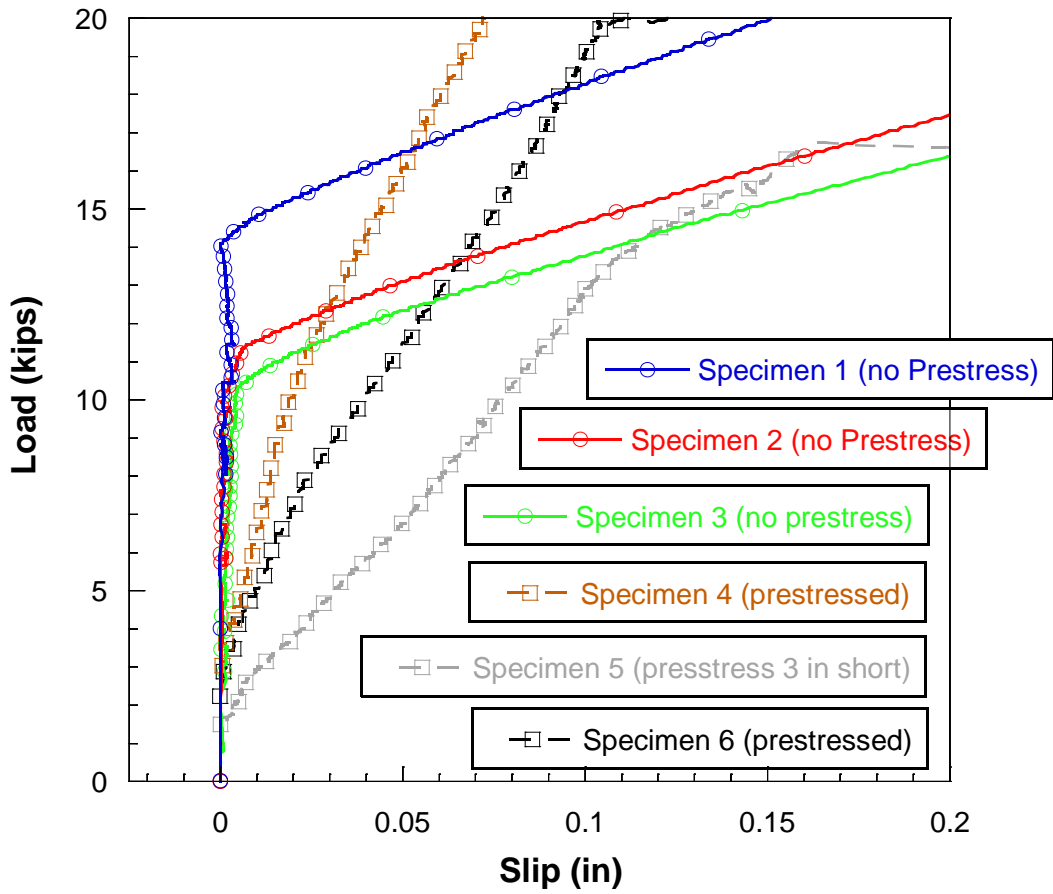 20
15
10
5
0
Load (kips)
Specimen 1 (no Prestress)
Specimen 2 (no Prestress)
Specimen 3 (no prestress)
Specimen 4 (prestressed)
Specimen 5 (presstress 3 in short)
Specimen 6 (prestressed)
0 0.05 0.1 0.15 0.2
Slip (in)